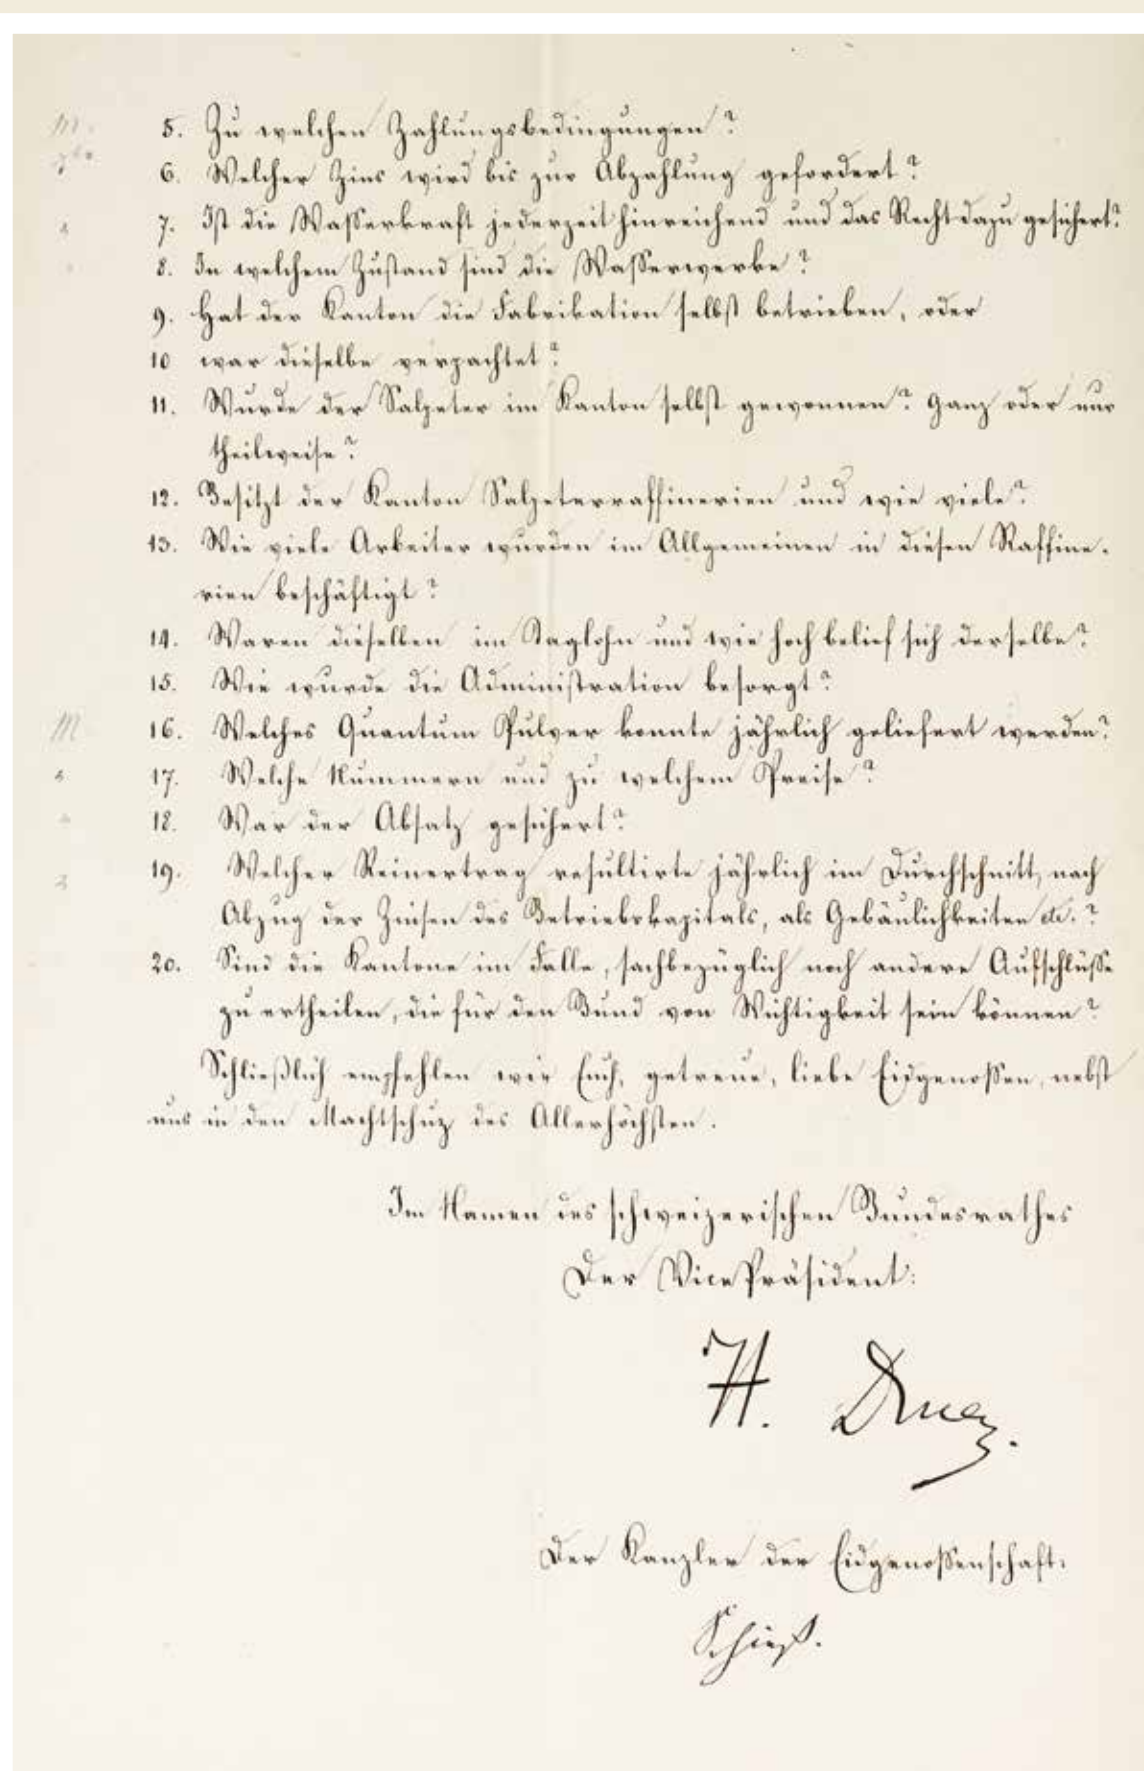 5. Zu welchen Zahlungsbedingungen?
6. Welcher Zins wird bis zur Abzahlung gefordert?
7. Ist die Wasserkraft jederzeit hinreichend und das Recht dazu gesichert?
8. In welchem Zustand sind die Wasserwerke?
9. Hat der Kanton die Fabrikation selbst betrieben, oder
10 war dieselbe verpachtet?
11. Wurde der Salpeter im Kanton selbst gewonnen? Ganz oder nur
theilweise?
12. Besitzt der Kanton Salpeterraffinerien und wie viele?
13. Wie viele Arbeiter wurden im Allgemeinen in diesen Raffine-
rien beschäftigt?
14. Waren dieselben im Taglohn und wie hoch belief sich derselbe?
15. Wie wurde die Administration besorgt?
16. Welches Quantum Pulver konnte jährlich geliefert werden?
17. Welche Nummern und zu welchem Preise?
18. War der Absatz gesichert?
19. Welcher Reinertrag resultirte jährlich im Durchschnitt, nach
Abzug der Zinsen des Betriebskapitals, als Gebäulichkeiten etc.?
20. Sind die Kantone im Falle, sachbezüglich noch andere Aufschlüsse
zu ertheilen, die für den Bund von Wichtigkeit sein können?
Schließlich empfehlen wir Euch, getreue, liebe Eidgenossen, nebst
uns in den Machtschuz des Allerhöchsten.
Im Namen des schweizerischen Bundesrathes
Der VicePräsident:
H. Druey.
Der Kanzler der Eidgenossenschaft:
Schieß.